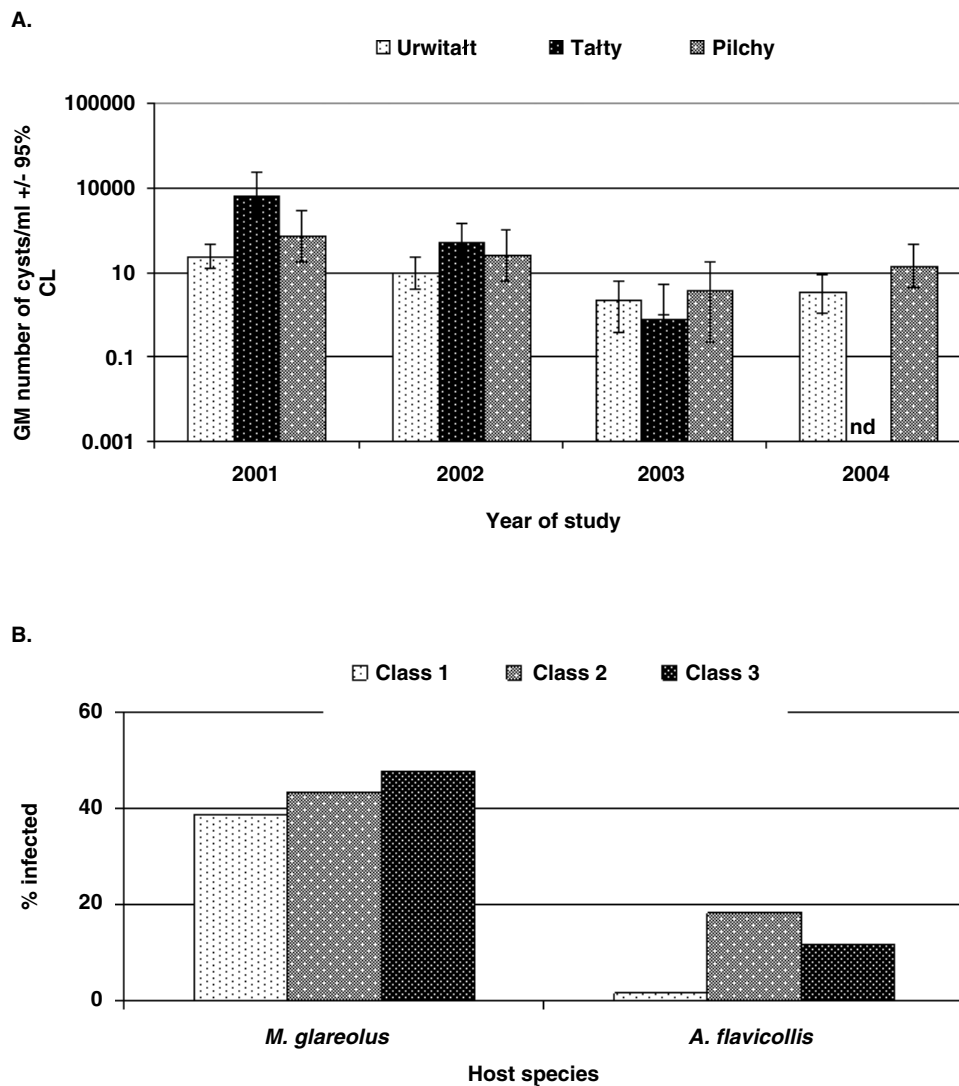 A.
Urwitałt Tałty Pilchy
GM number of cysts/ml +/- 95%
CL
100000
10000
10
0.1
0.001
nd
2001 2002 2003 2004
Year of study
B.
Class 1 Class 2 Class 3
% infected
60
40
20
0
M. glareolus A. flavicollis
Host species